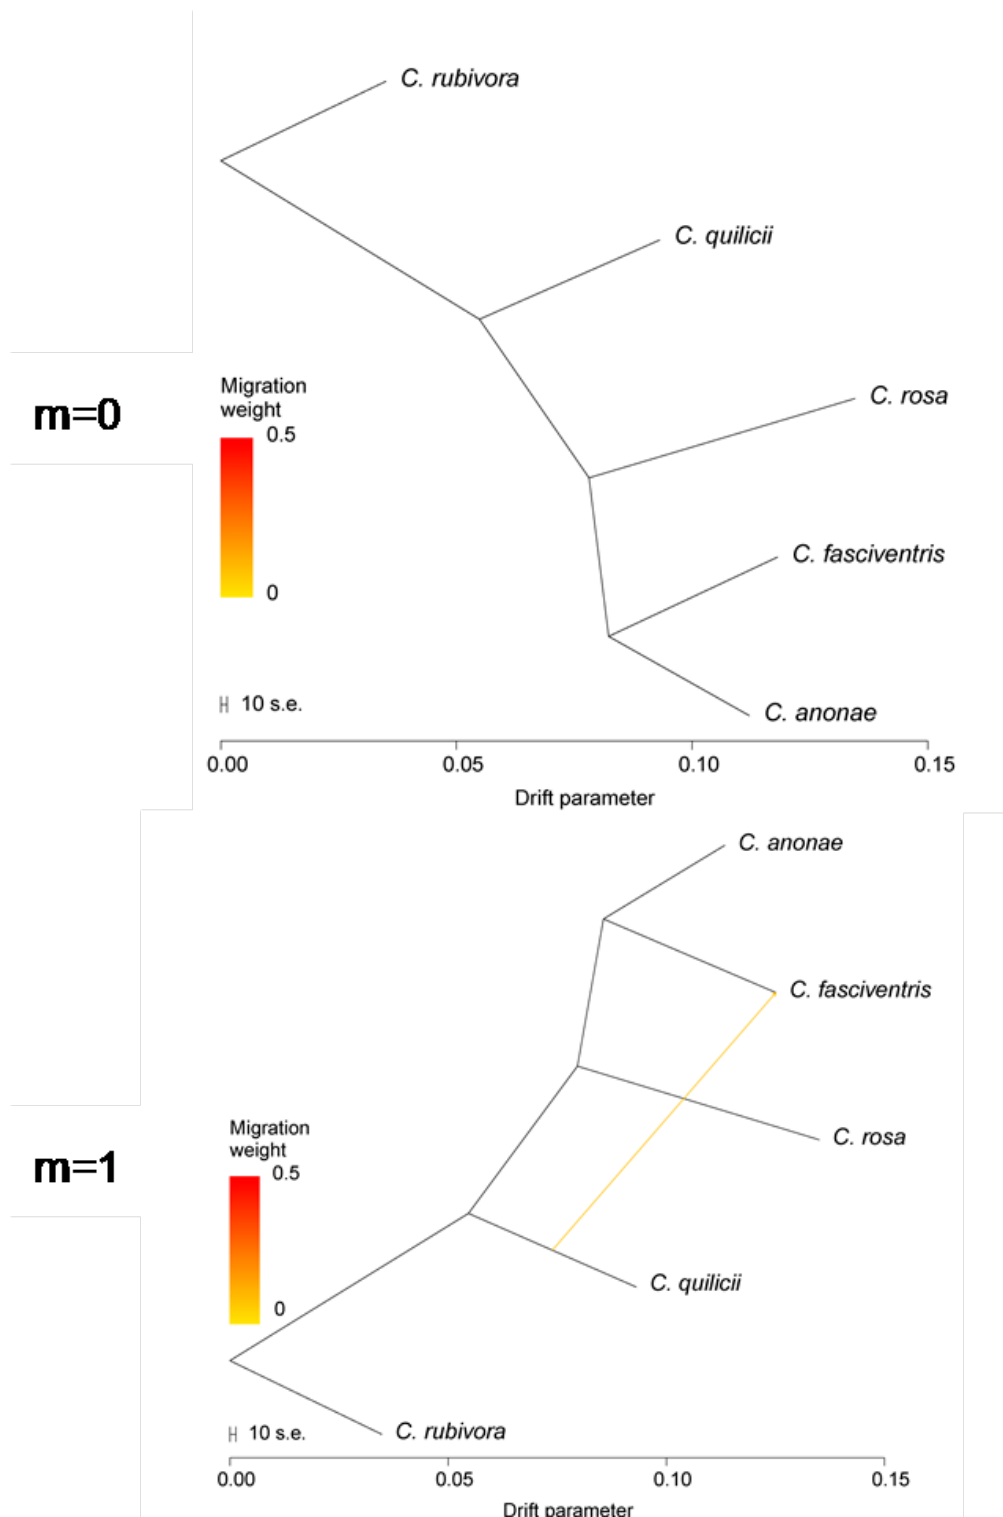 C. rubivora
C. quilicii
C. rosa
Migration
weight
0.5
m=0
C. fasciventris
0
10 s.e.
C. anonae
0.00 0.05 0.10 0.15
Drift parameter
C. anonae
C. fasciventris
Migration
weight
C. rosa
m=1
0.5
C. quilicii
0
10 s.e.
C. rubivora
0.00 0.05 0.10 0.15
Drift parameter